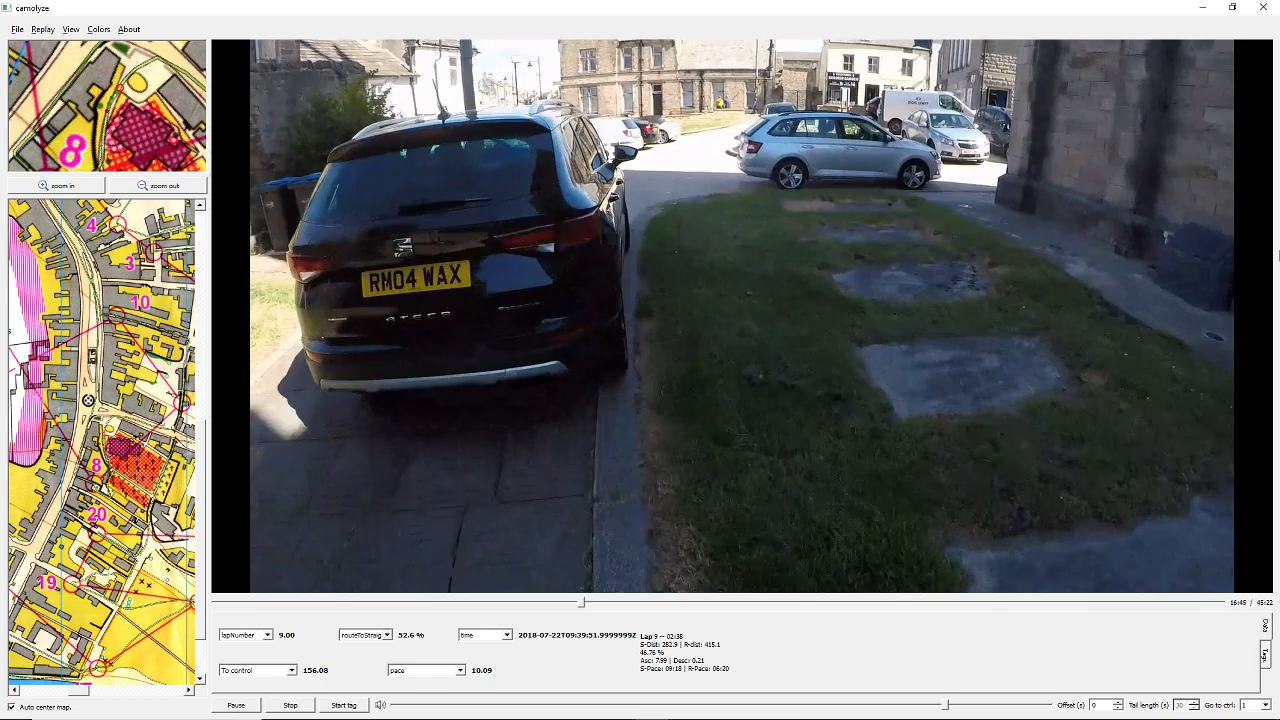 camolyze
File Replay View Colors About
8
zoom in zoom out
4
3
10
8
20
19
RM04 WAX
ATECA
16:45 / 45:22
lapNumber 9.00 routeToStraig 52.6 % time 2018-07-22T09:39:51.9999999Z
Lap 9 -- 02:38
S-Dist: 282.9 | R-dist: 415.1
46.76 %
Asc: 7.99 | Desc: 0.21
S-Pace: 09:18 | R-Pace: 06:20
To control 156.08 pace 10.09
Ctrls
Tags
Auto center map.
Pause Stop Start tag
Offset (s) 0 Tail length (s) 30 Go to ctrl: 1